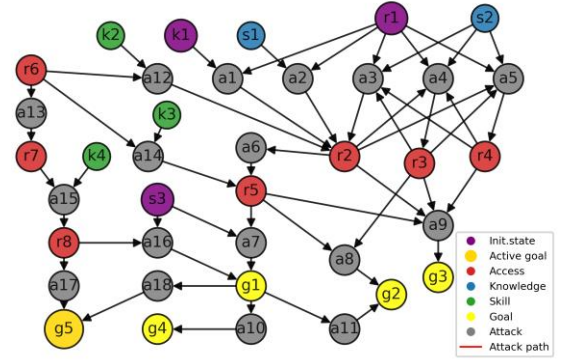 r1 s2
k2 k1 s1
r6 a12 a1 a2 a3 a4 a5
a13 k3
r7 k4 a14 a6 r2 r3 r4
a15 s3 r5 a9
r8 a16 a7 a8
a17 a18 g1 g2 g3
g5 g4 a10 a11
Init.state
Active goal
Access
Knowledge
Skill
Goal
Attack
Attack path